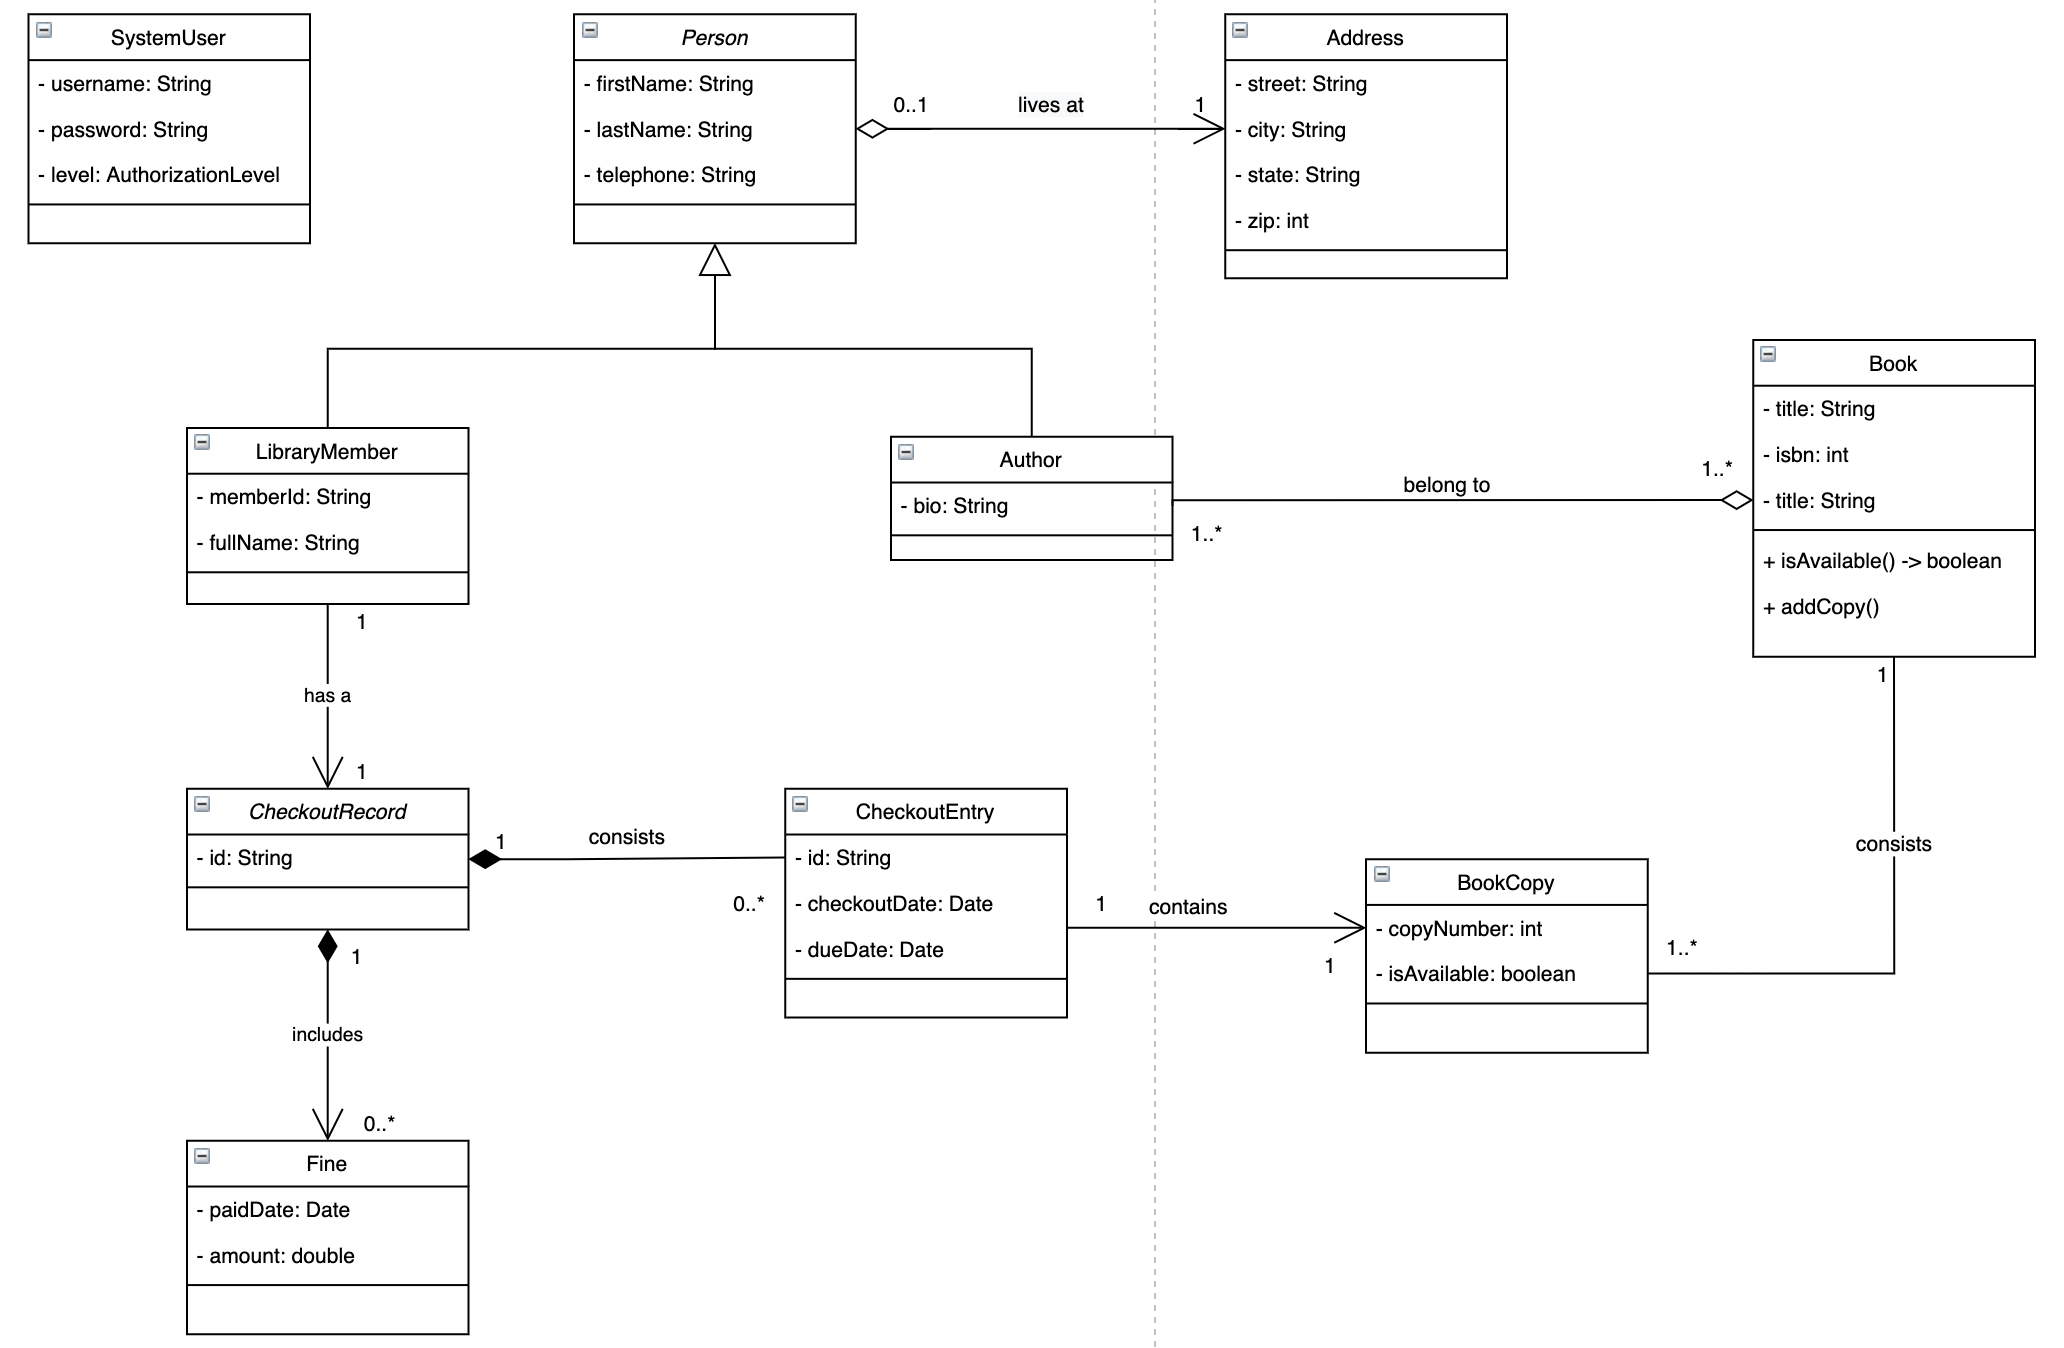 SystemUser
- username: String
- password: String
- level: AuthorizationLevel
Person
- firstName: String
- lastName: String
- telephone: String
0..1
lives at
1
Address
- street: String
- city: String
- state: String
- zip: int
LibraryMember
- memberId: String
- fullName: String
Author
- bio: String
1..*
belong to
1..*
Book
- title: String
- isbn: int
- title: String
+ isAvailable() -> boolean
+ addCopy()
1
has a
1
CheckoutRecord
- id: String
1
consists
0..*
CheckoutEntry
- id: String
- checkoutDate: Date
- dueDate: Date
1
contains
1
BookCopy
- copyNumber: int
- isAvailable: boolean
1..*
consists
1
1
includes
0..*
Fine
- paidDate: Date
- amount: double